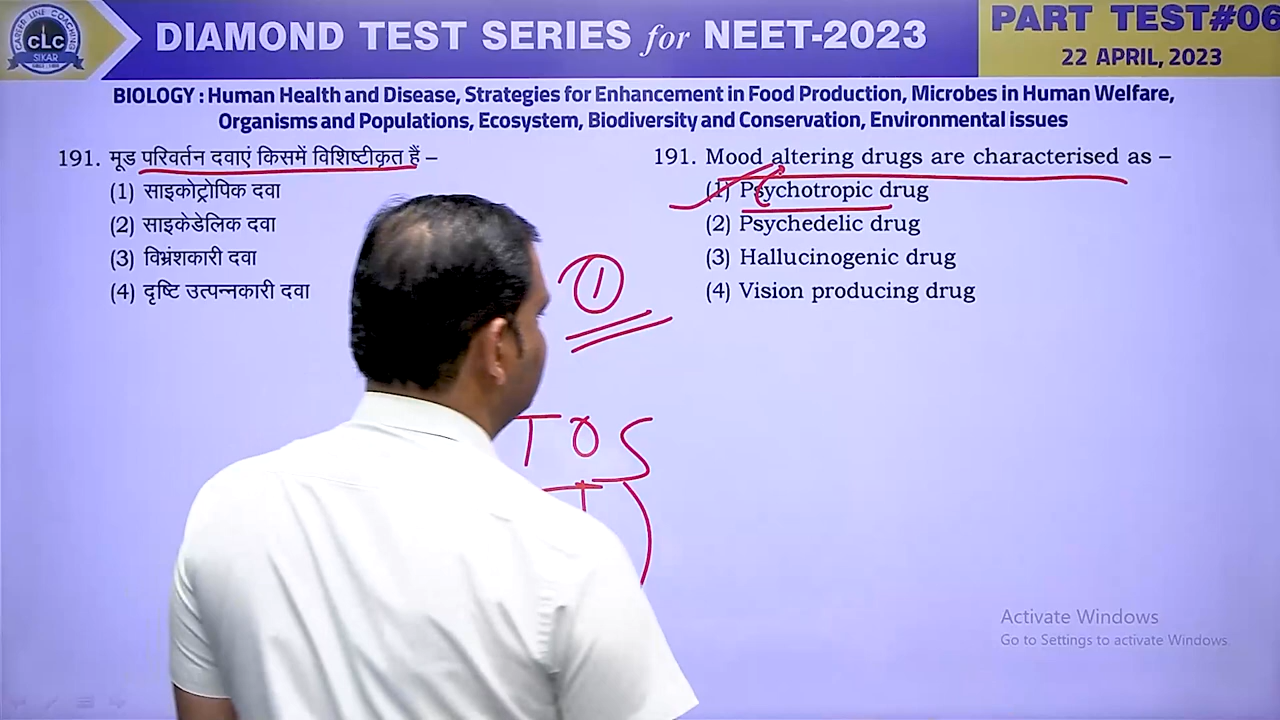 CAREER LINE COACHING
CLC
SIKAR
DIAMOND TEST SERIES for NEET-2023
PART TEST#06
22 APRIL, 2023
BIOLOGY : Human Health and Disease, Strategies for Enhancement in Food Production, Microbes in Human Welfare,
Organisms and Populations, Ecosystem, Biodiversity and Conservation, Environmental issues
191. मूड परिवर्तन दवाएं किसमें विशिष्टीकृत हैं –
(1) साइकोट्रोपिक दवा
(2) साइकेडेलिक दवा
(3) विभ्रंशकारी दवा
(4) दृष्टि उत्पन्नकारी दवा
191. Mood altering drugs are characterised as –
(1) Psychotropic drug
(2) Psychedelic drug
(3) Hallucinogenic drug
(4) Vision producing drug
1
TOS
Activate Windows
Go to Settings to activate Windows.